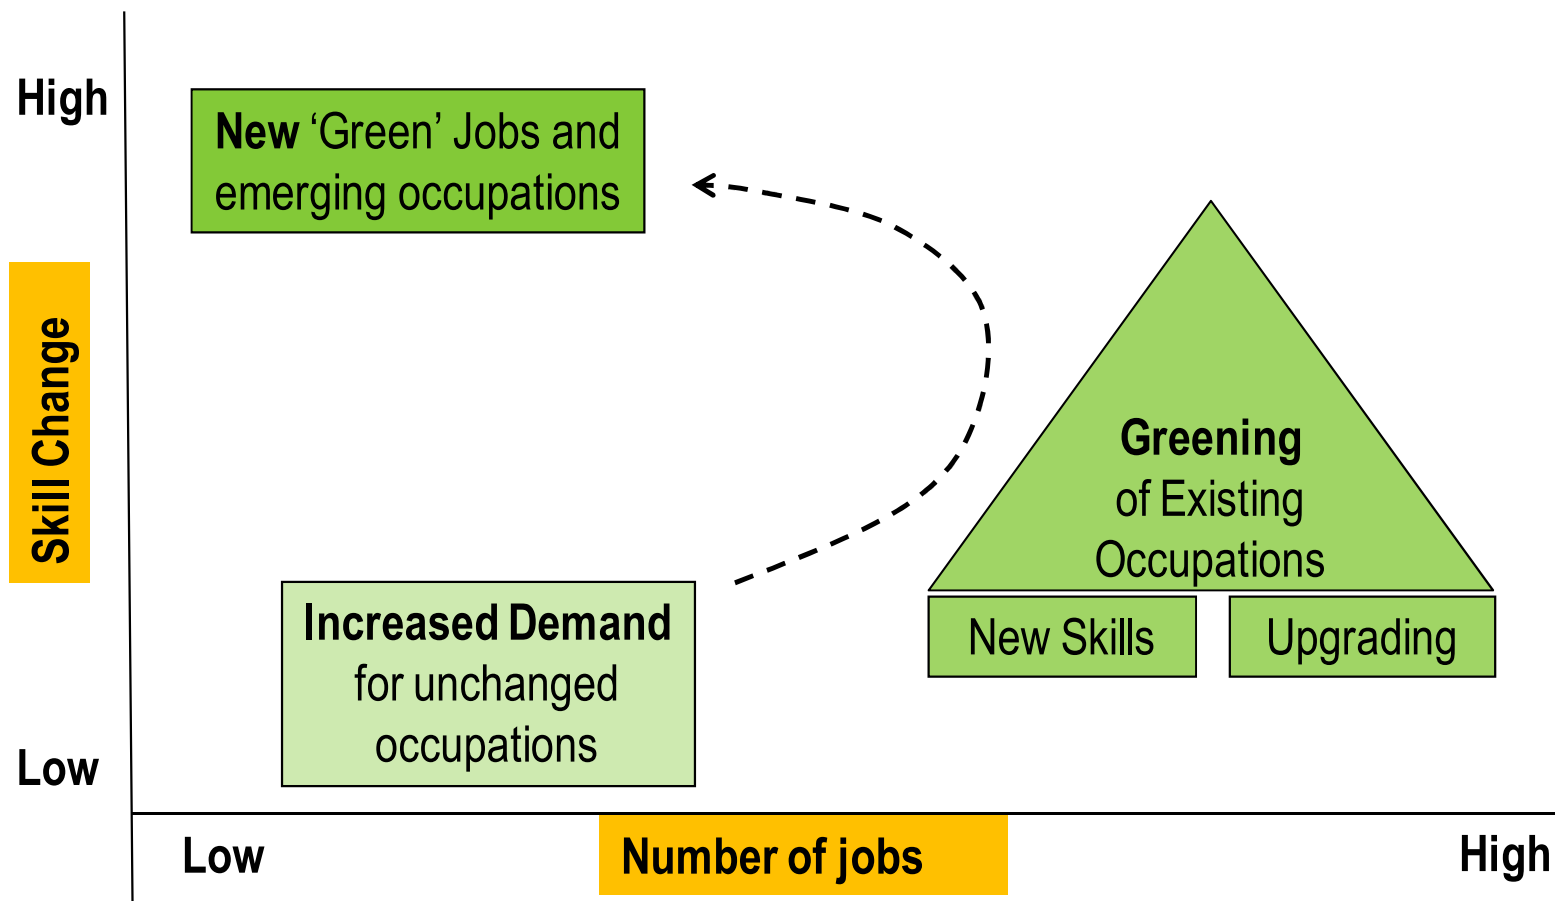 High
New ‘Green’ Jobs and
emerging occupations
Skill Change
Greening
of Existing
Occupations
New Skills
Upgrading
Increased Demand
for unchanged
occupations
Low
Low
Number of jobs
High